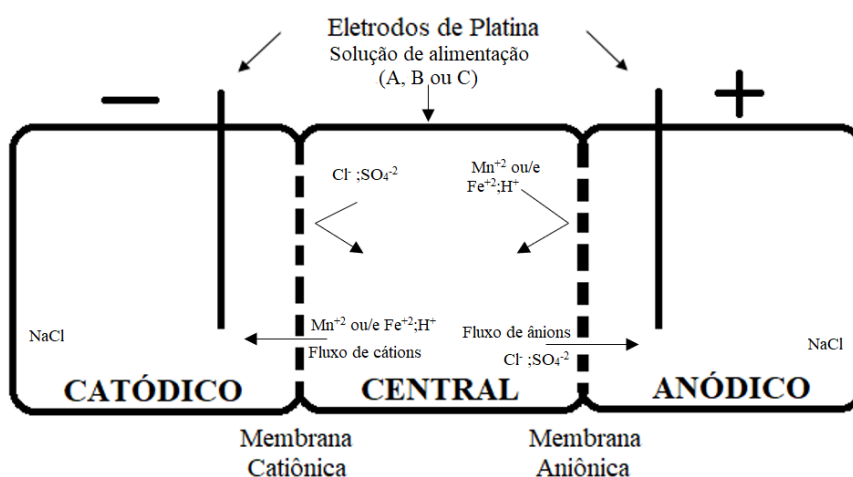 Eletrodos de Platina
Solução de alimentação
(A, B ou C)
−
+
Cl- ;SO4-2
Mn+2 ou/e
Fe+2;H+
Mn+2 ou/e Fe+2;H+
Fluxo de cátions
Fluxo de ânions
Cl- ;SO4-2
NaCl
NaCl
CATÓDICO
CENTRAL
ANÓDICO
Membrana
Catiônica
Membrana
Aniônica